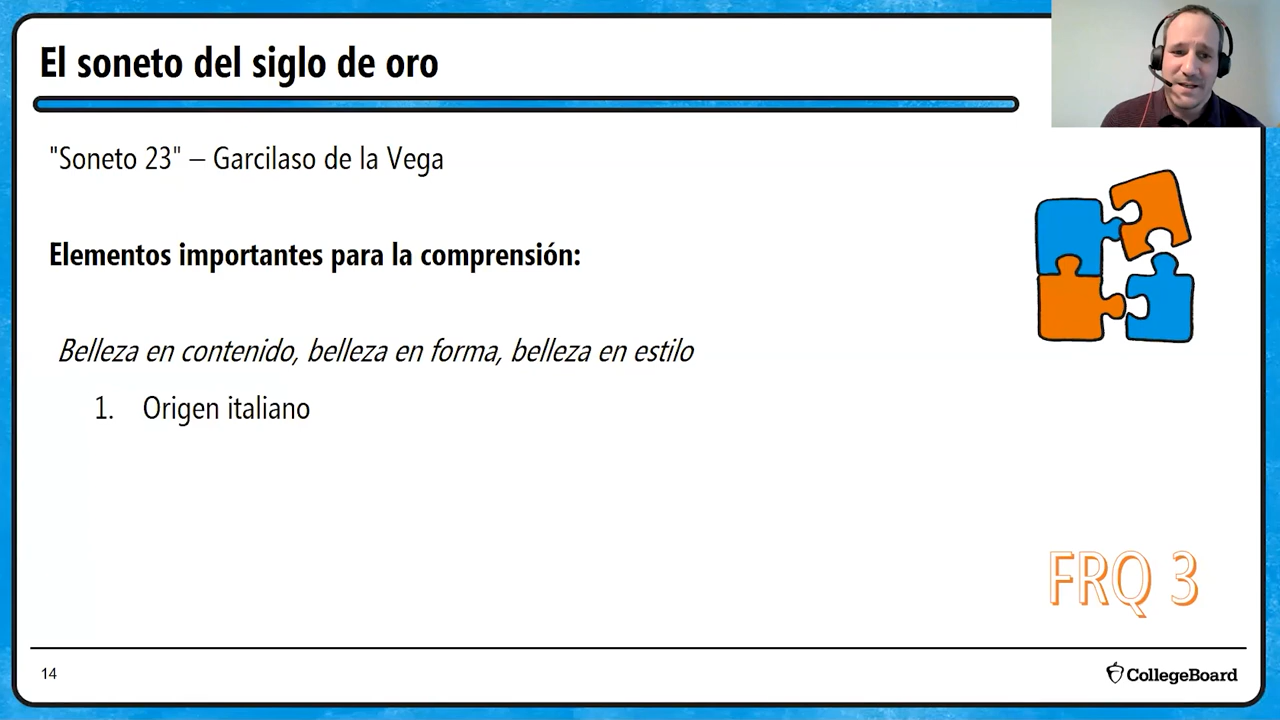 El soneto del siglo de oro
"Soneto 23" – Garcilaso de la Vega
Elementos importantes para la comprensión:
Belleza en contenido, belleza en forma, belleza en estilo
1. Origen italiano
FRQ 3
14
CollegeBoard